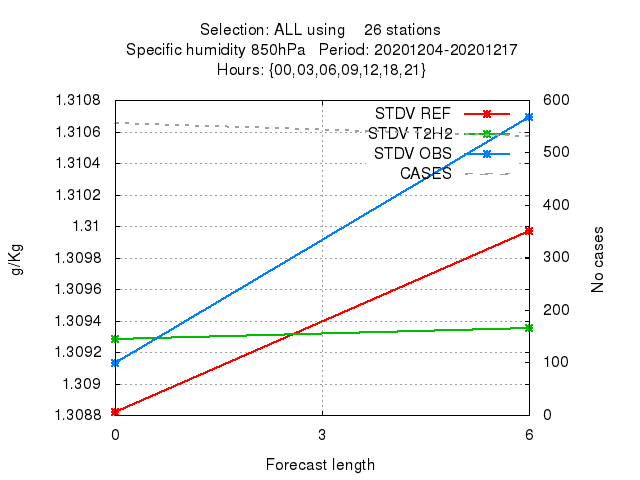 Selection: ALL using 26 stations
Specific humidity 850hPa Period: 20201204-20201217
Hours: {00,03,06,09,12,18,21}
1.3108
1.3106
1.3104
1.3102
1.31
1.3098
1.3096
1.3094
1.3092
1.309
1.3088
g/Kg
STDV REF
STDV T2H2
STDV OBS
CASES
600
500
400
300
200
100
0
No cases
0 3 6
Forecast length